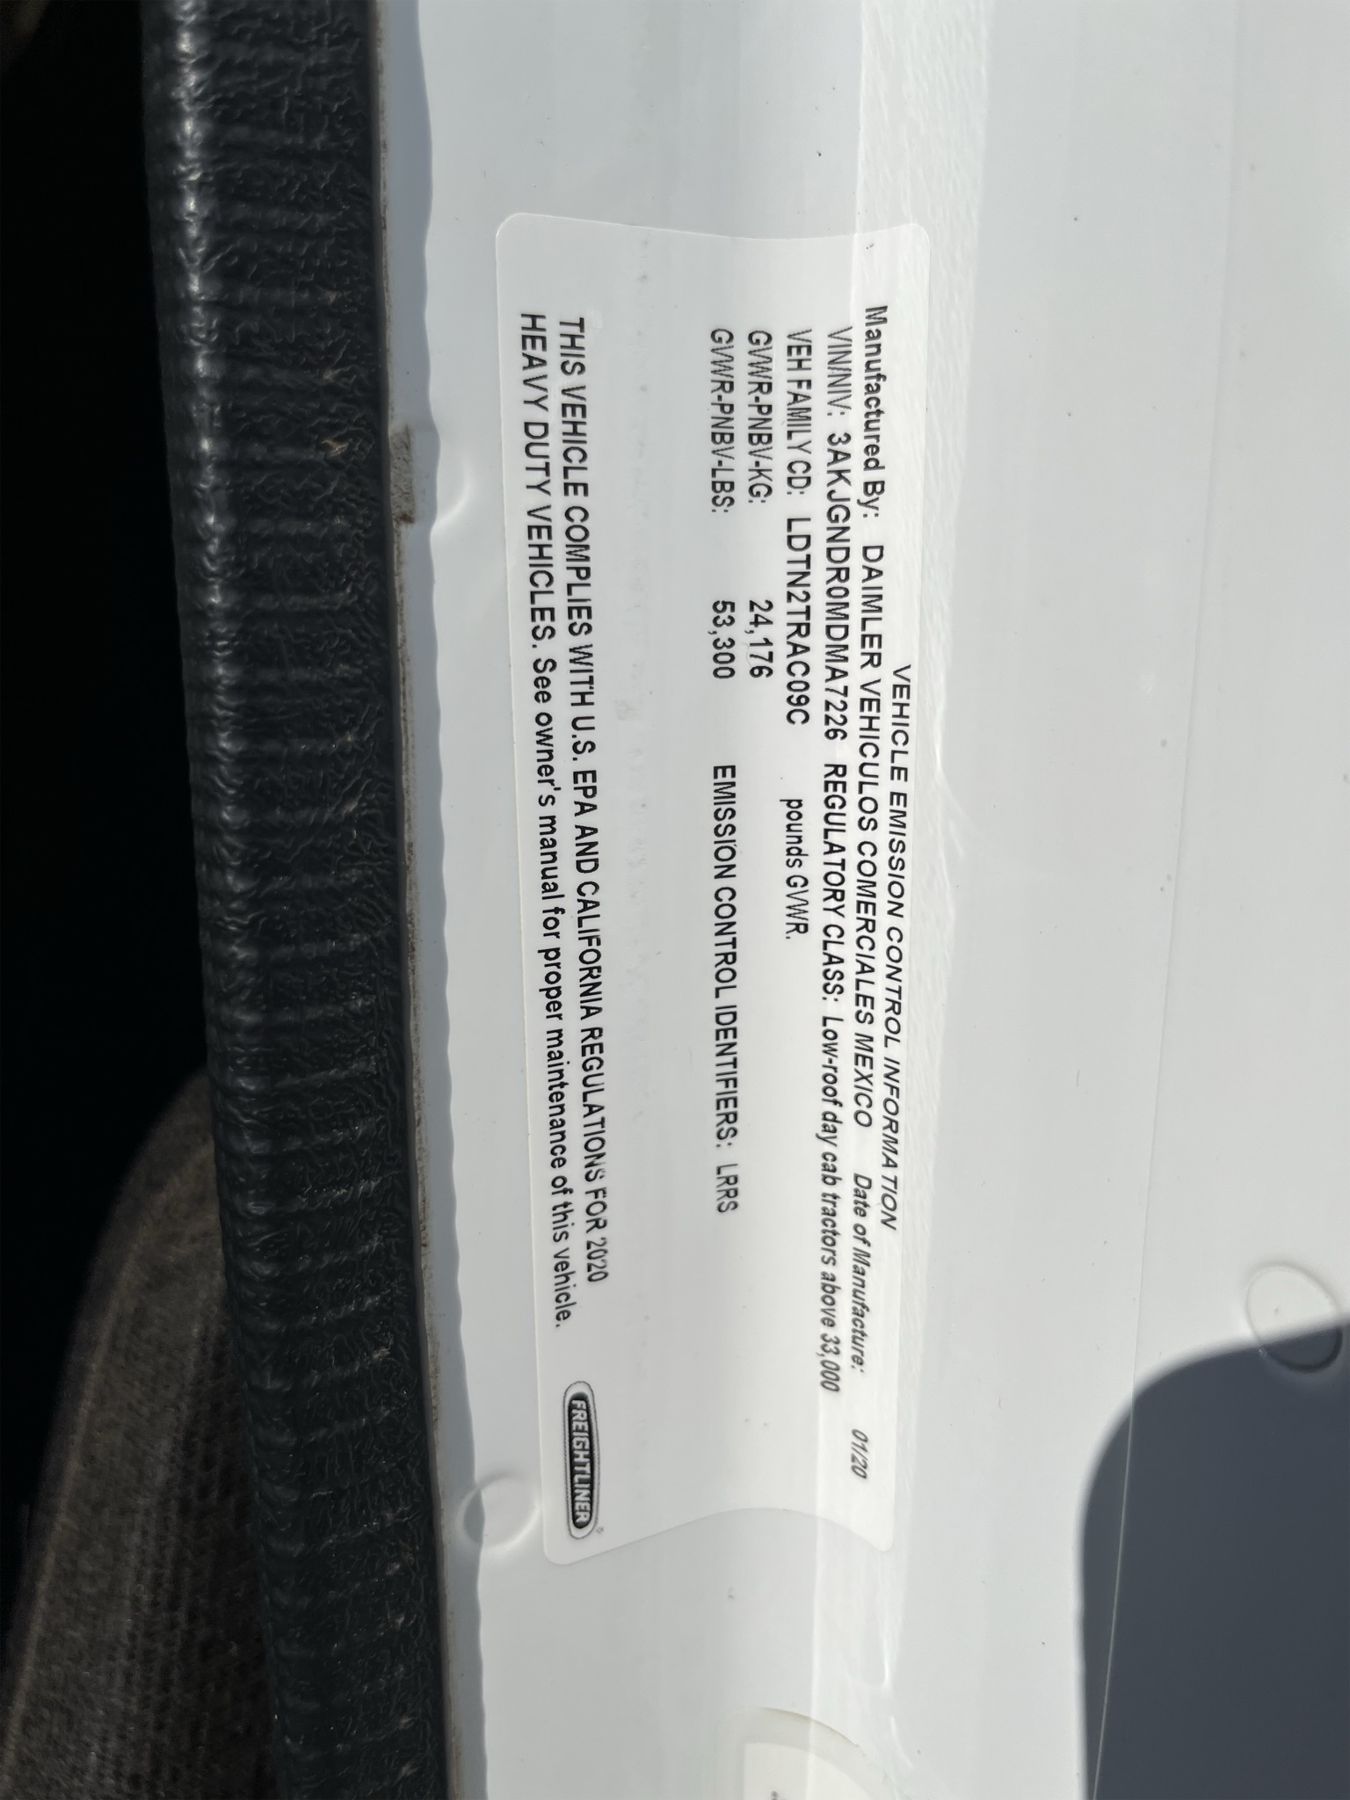 VEHICLE EMISSION CONTROL INFORMATION
Manufactured By: DAIMLER VEHICULOS COMERCIALES MEXICO Date of Manufacture: 01/20
VIN/NIV: 3AKJGNDR0MDMA7226 REGULATORY CLASS: Low-roof day cab tractors above 33,000
VEH FAMILY CD: LDTN2TRAC09C pounds GVWR.
GVWR-PNBV-KG: 24,176
GVWR-PNBV-LBS: 53,300 EMISSION CONTROL IDENTIFIERS: LRRS
THIS VEHICLE COMPLIES WITH U.S. EPA AND CALIFORNIA REGULATIONS FOR 2020
HEAVY DUTY VEHICLES. See owner's manual for proper maintenance of this vehicle.
FREIGHTLINER